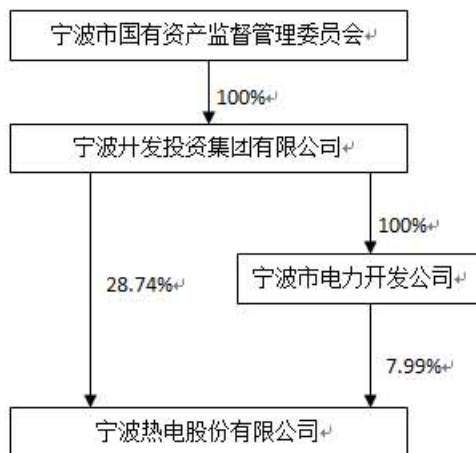 宁波市国有资产监督管理委员会
100%
宁波开发投资集团有限公司
100%
28.74%
宁波市电力开发公司
7.99%
宁波热电股份有限公司